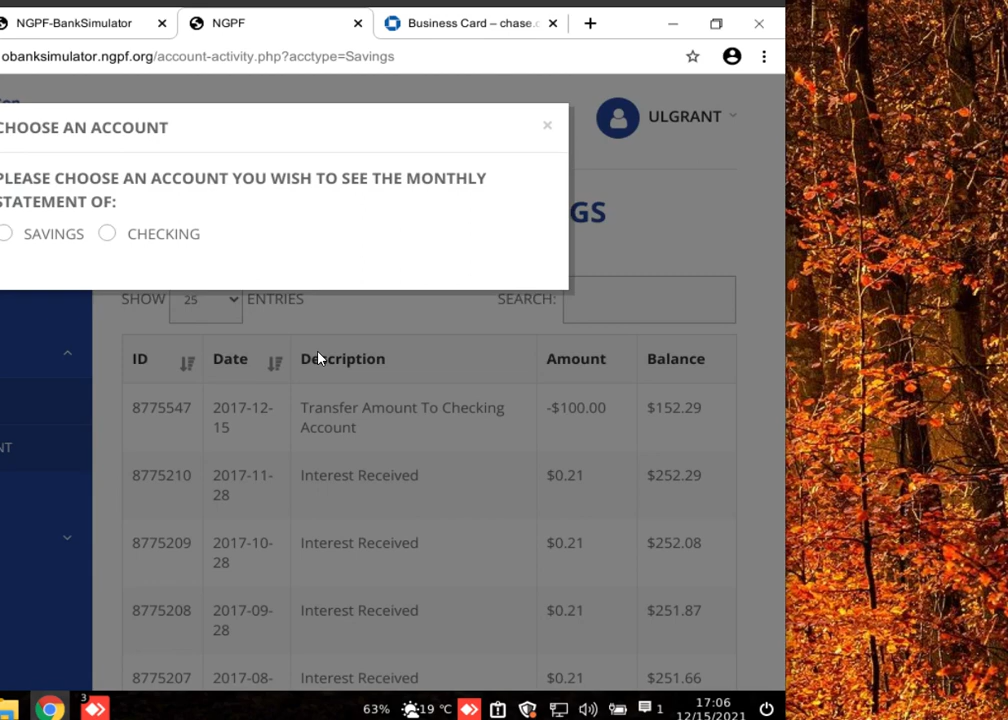 NGPF-BankSimulator
NGPF
Business Card – chase.c
obanksimulator.ngpf.org/account-activity.php?acctype=Savings
CHOOSE AN ACCOUNT
ULGRANT
PLEASE CHOOSE AN ACCOUNT YOU WISH TO SEE THE MONTHLY
STATEMENT OF:
GS
SAVINGS CHECKING
SHOW 25 ENTRIES SEARCH:
ID Date Description Amount Balance
8775547 2017-12- Transfer Amount To Checking -$100.00 $152.29
15 Account
NT
8775210 2017-11- Interest Received $0.21 $252.29
28
8775209 2017-10- Interest Received $0.21 $252.08
28
8775208 2017-09- Interest Received $0.21 $251.87
28
8775207 2017-08- Interest Received $0.21 $251.66
3
63% 19 °C 1 17:06
12/15/2021